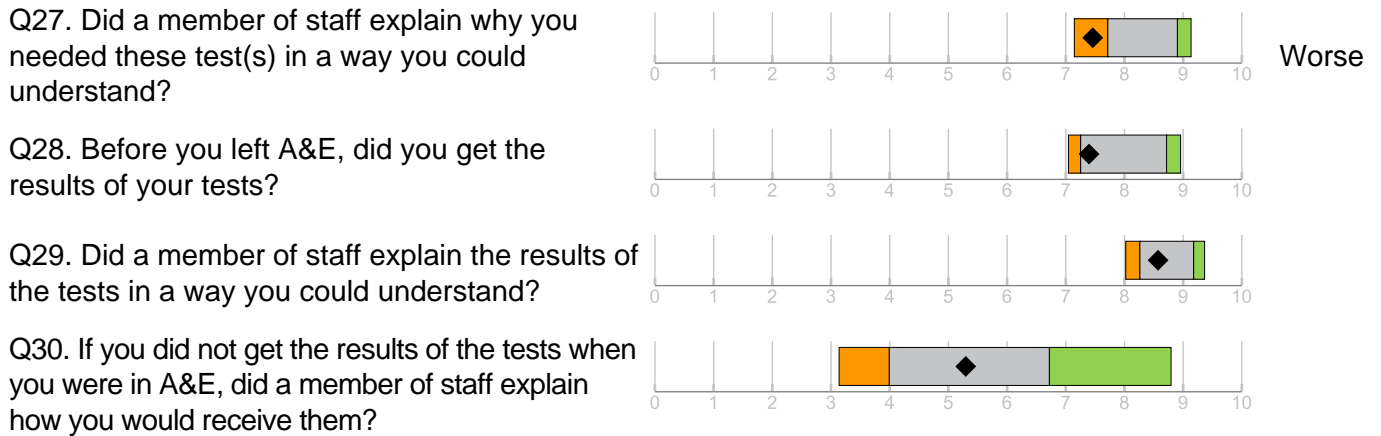 Q27. Did a member of staff explain why you
needed these test(s) in a way you could
understand?
0 1 2 3 4 5 6 7 8 9 10
Worse
Q28. Before you left A&E, did you get the
results of your tests?
0 1 2 3 4 5 6 7 8 9 10
Q29. Did a member of staff explain the results of
the tests in a way you could understand?
0 1 2 3 4 5 6 7 8 9 10
Q30. If you did not get the results of the tests when
you were in A&E, did a member of staff explain
how you would receive them?
0 1 2 3 4 5 6 7 8 9 10